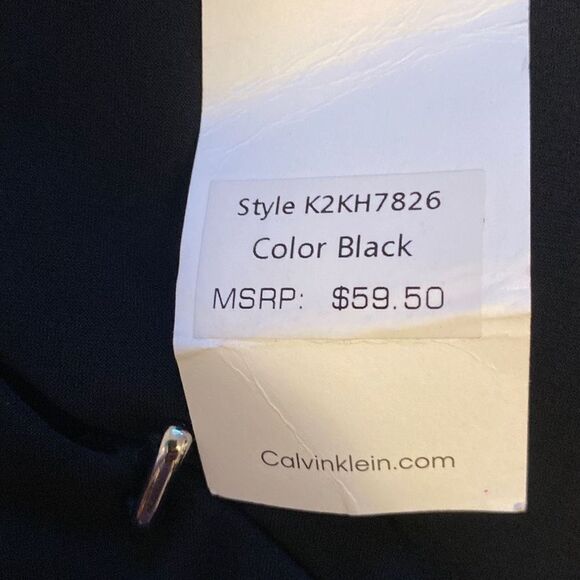 Style K2KH7826
Color Black
MSRP: $59.50
Calvinklein.com